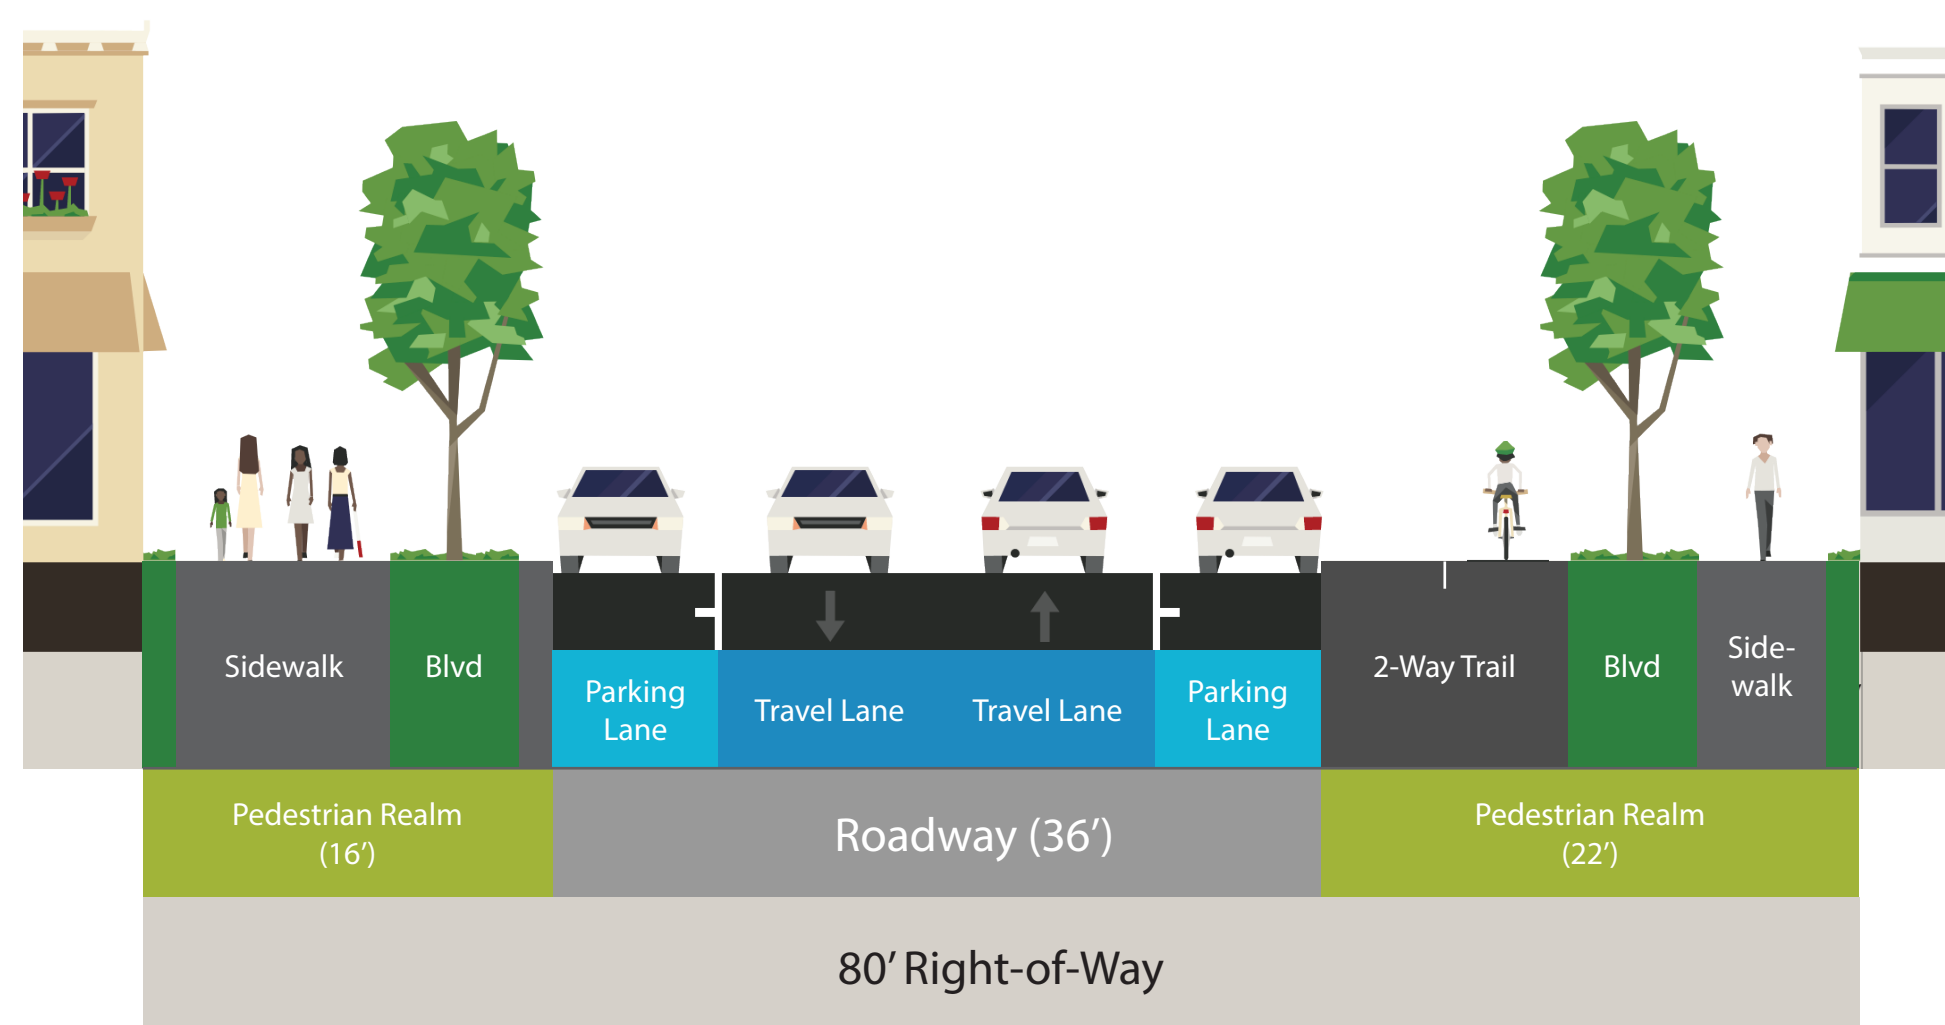 Sidewalk
Blvd
Parking
Lane
Travel Lane
Travel Lane
Parking
Lane
2-Way Trail
Blvd
Side-
walk
Pedestrian Realm
(16’)
Roadway (36’)
Pedestrian Realm
(22’)
80’ Right-of-Way